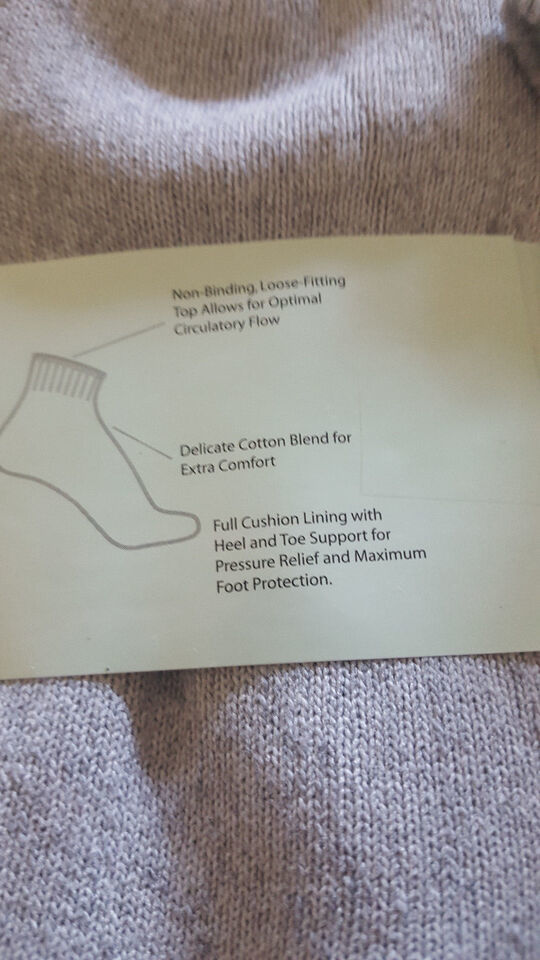 Non-Binding, Loose-Fitting
Top Allows for Optimal
Circulatory Flow
Delicate Cotton Blend for
Extra Comfort
Full Cushion Lining with
Heel and Toe Support for
Pressure Relief and Maximum
Foot Protection.